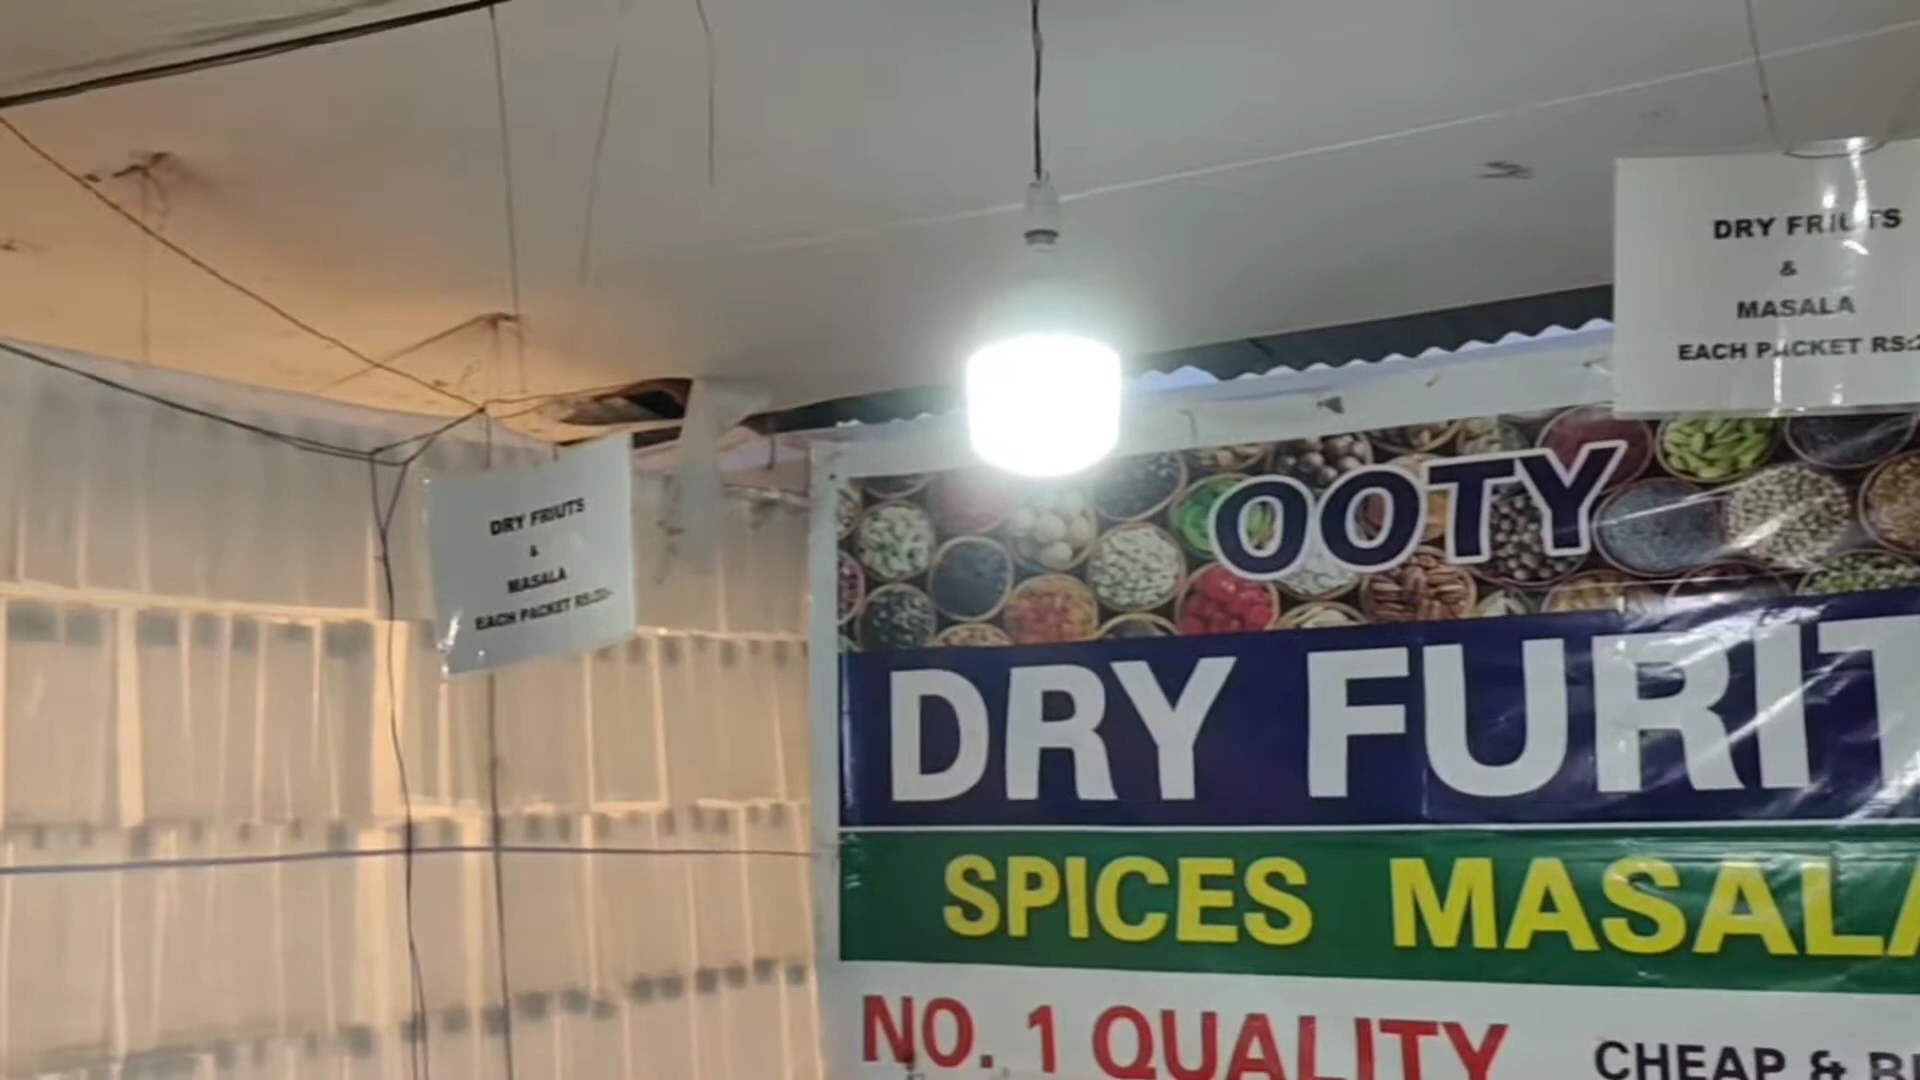 DRY FRIUTS
&
MASALA
EACH PACKET
DRY FRIUTS
&
MASALA
EACH PACKET RS:2
OOTY
DRY FURIT
SPICES MASALA
NO. 1 QUALITY
CHEAP &